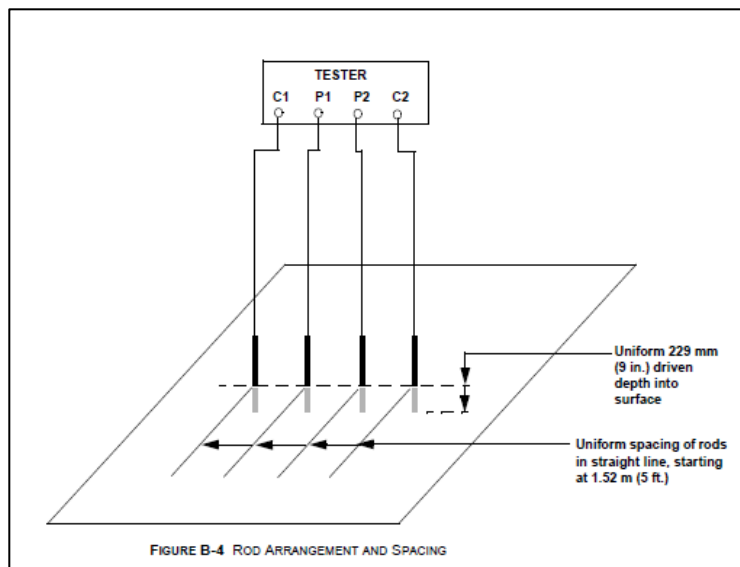 TESTER
C1 P1 P2 C2
Uniform 229 mm
(9 in.) driven
depth into
surface
Uniform spacing of rods
in straight line, starting
at 1.52 m (5 ft.)
FIGURE B-4 ROD ARRANGEMENT AND SPACING